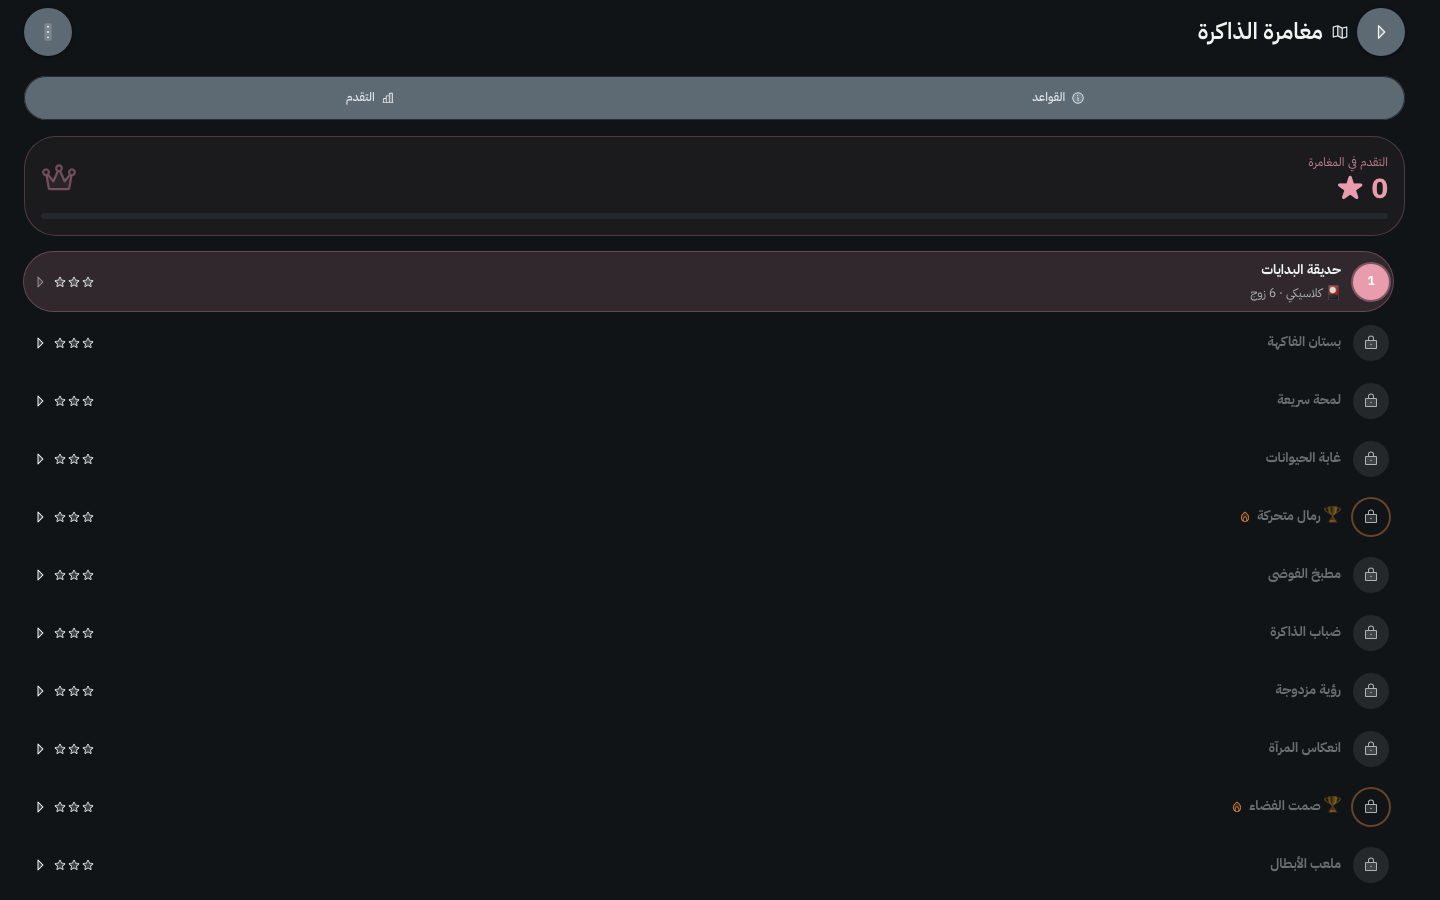 مغامرة الذاكرة
القواعد
التقدم
التقدم في المغامرة
0
1
حديقة البدايات
كلاسيكي · 6 زوج
بستان الفاكهة
لمحة سريعة
غابة الحيوانات
رمال متحركة
مطبخ الفوضى
ضباب الذاكرة
رؤية مزدوجة
انعكاس المرآة
صمت الفضاء
ملعب الأبطال